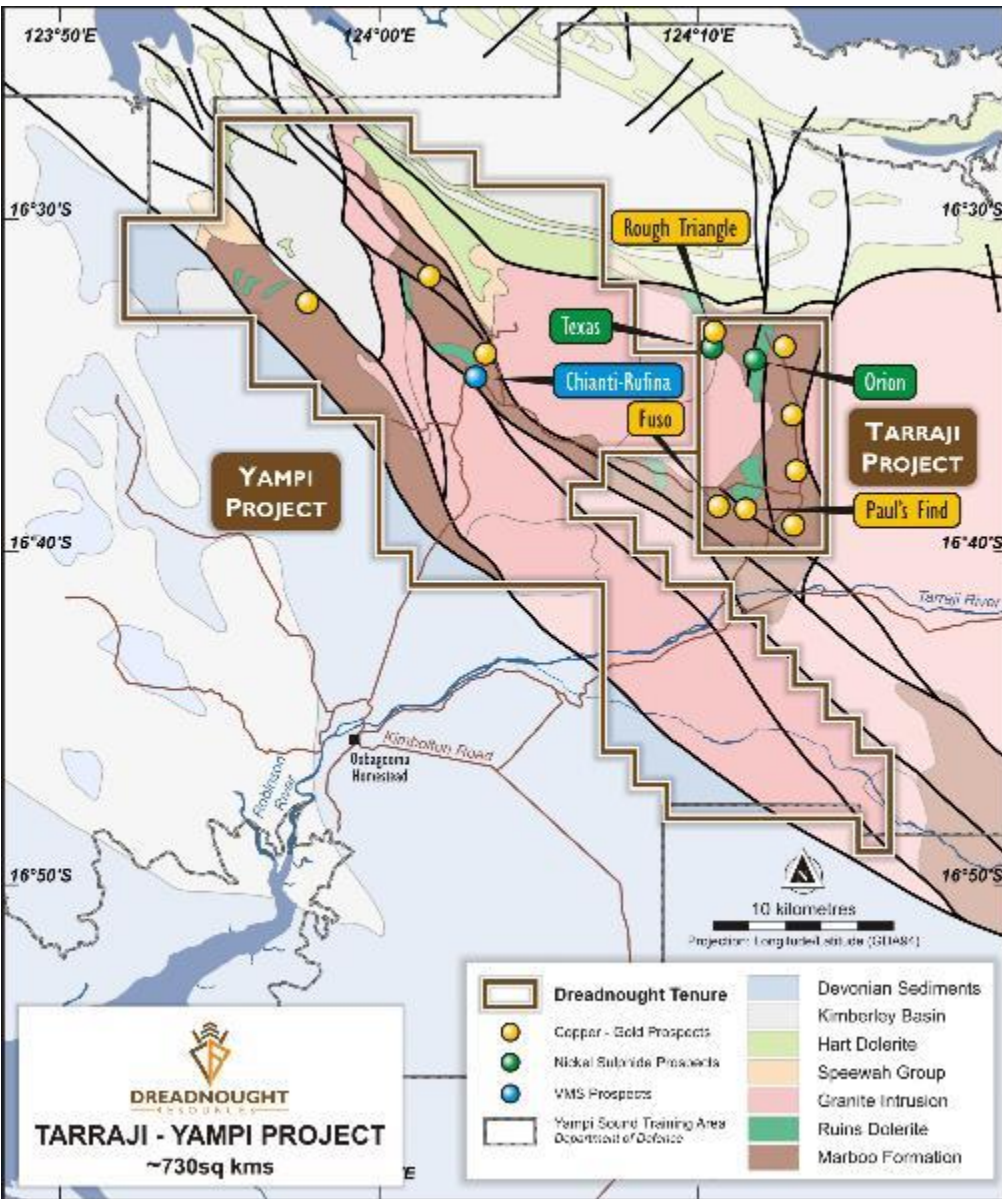 123°50'E
124°00'E
124°10'E
16°30'S
16°30'S
Rough Triangle
Texas
Chianti-Rufina
Orion
Fuso
TARRAJI
PROJECT
YAMPI
PROJECT
Paul's Find
16°40'S
16°40'S
Tarraji River
Kimbolton Road
Oobagooma
Homestead
Robinson
River
16°50'S
16°50'S
10 kilometres
Projection: Longitude/Latitude (GDA94)
Dreadnought Tenure
Copper - Gold Prospects
Nickel Sulphide Prospects
VMS Prospects
Yampi Sound Training Area
Department of Defence
Devonian Sediments
Kimberley Basin
Hart Dolerite
Speewah Group
Granite Intrusion
Ruins Dolerite
Marboo Formation
DREADNOUGHT
RESOURCES
TARRAJI - YAMPI PROJECT
~730sq kms